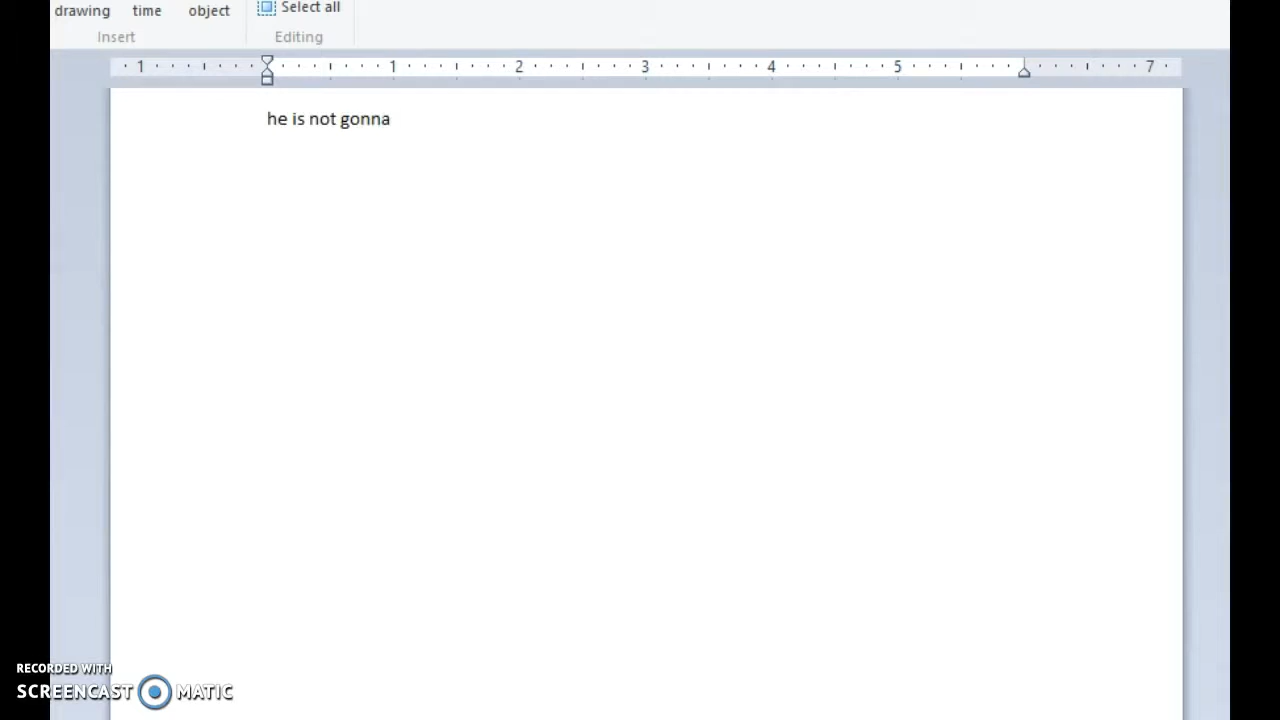 drawing time object Select all
Insert Editing
1 1 2 3 4 5 7
he is not gonna
RECORDED WITH
SCREENCAST MATIC